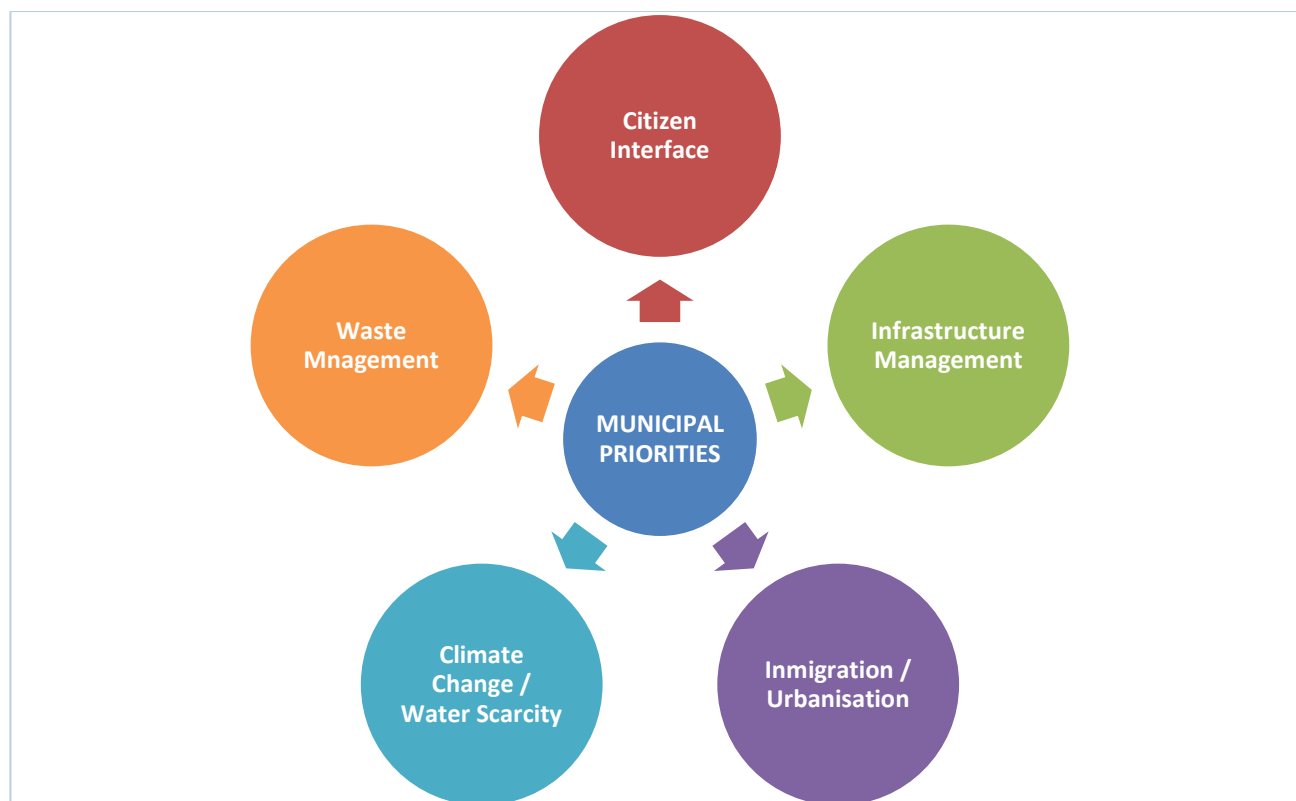 Citizen
Interface
Waste
Mnagement
Infrastructure
Management
MUNICIPAL
PRIORITIES
Climate
Change /
Water Scarcity
Inmigration /
Urbanisation